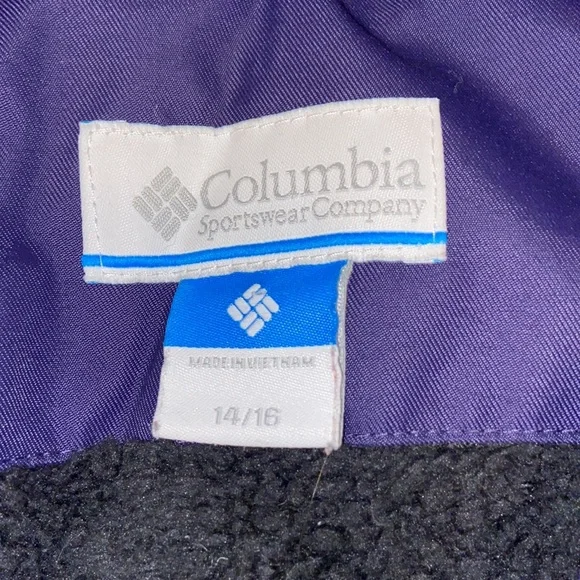 Columbia
Sportswear Company
MADE IN VIETNAM
14/16